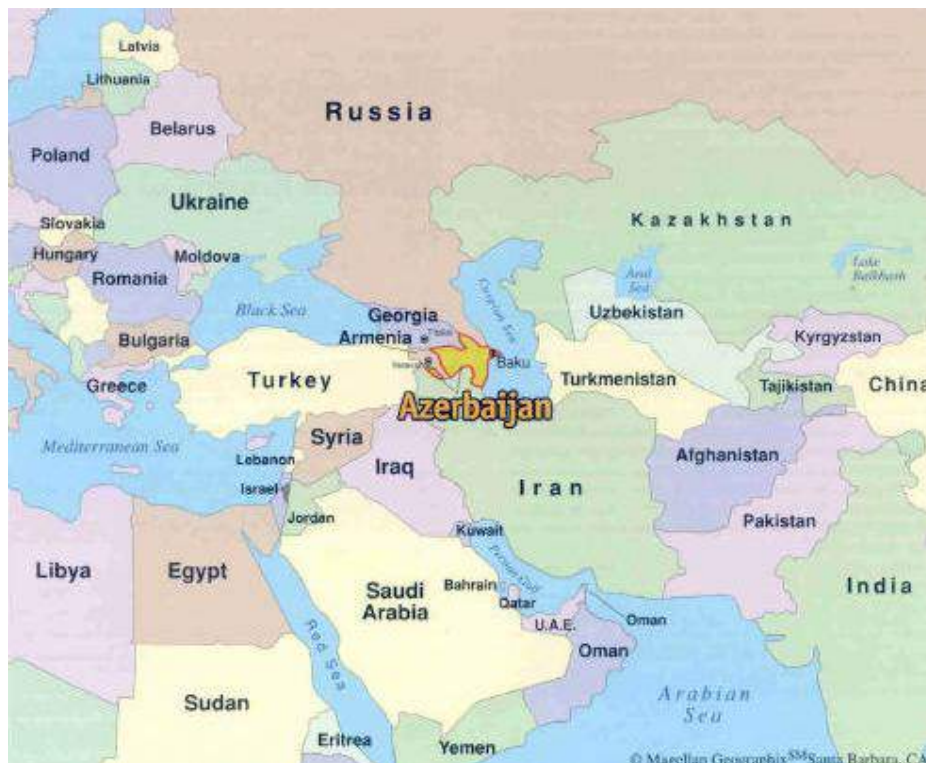 Latvia
Lithuania
Russia
Belarus
Poland
Ukraine
Kazakhstan
Slovakia
Hungary
Moldova
Romania
Aral
Sea
Lake
Balkhash
Caspian Sea
Black Sea
Georgia
Uzbekistan
Armenia
Bulgaria
Kyrgyzstan
Baku
Greece
Turkey
Turkmenistan
Tajikistan
China
Azerbaijan
Mediterranean Sea
Syria
Lebanon
Iraq
Afghanistan
Israel
Iran
Jordan
Pakistan
Kuwait
Libya
Egypt
Persian Gulf
Saudi
Arabia
Bahrain
Qatar
India
U.A.E.
Oman
Oman
Red Sea
Arabian
Sea
Sudan
Eritrea
Yemen
© Magellan Geographix SM Santa Barbara, CA